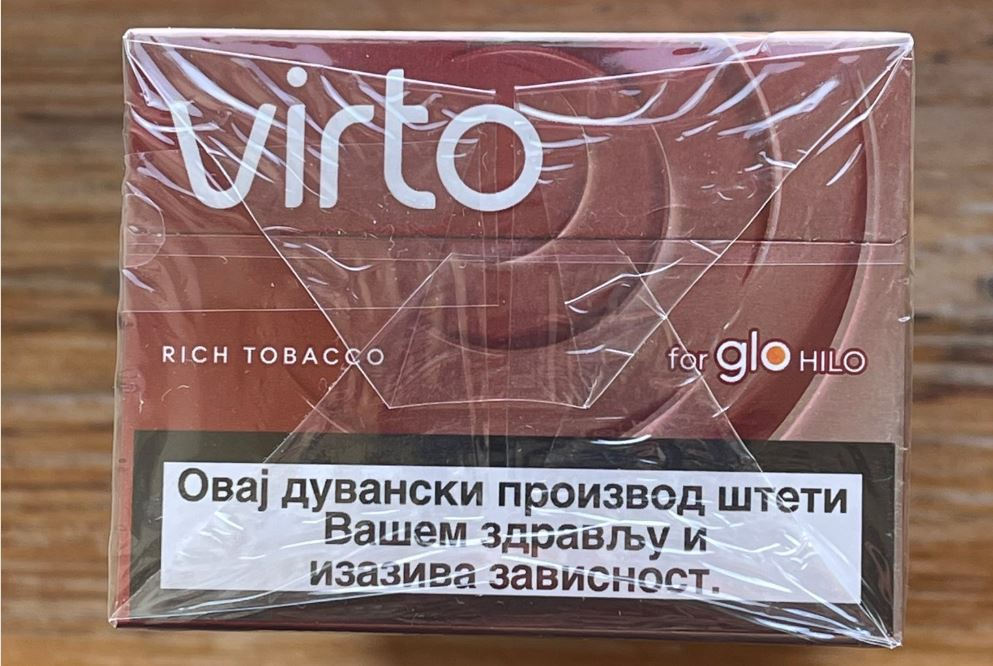 virto
RICH TOBACCO
for glo HILO
Овај дувански производ штети
Вашем здрављу и
изазива зависност.